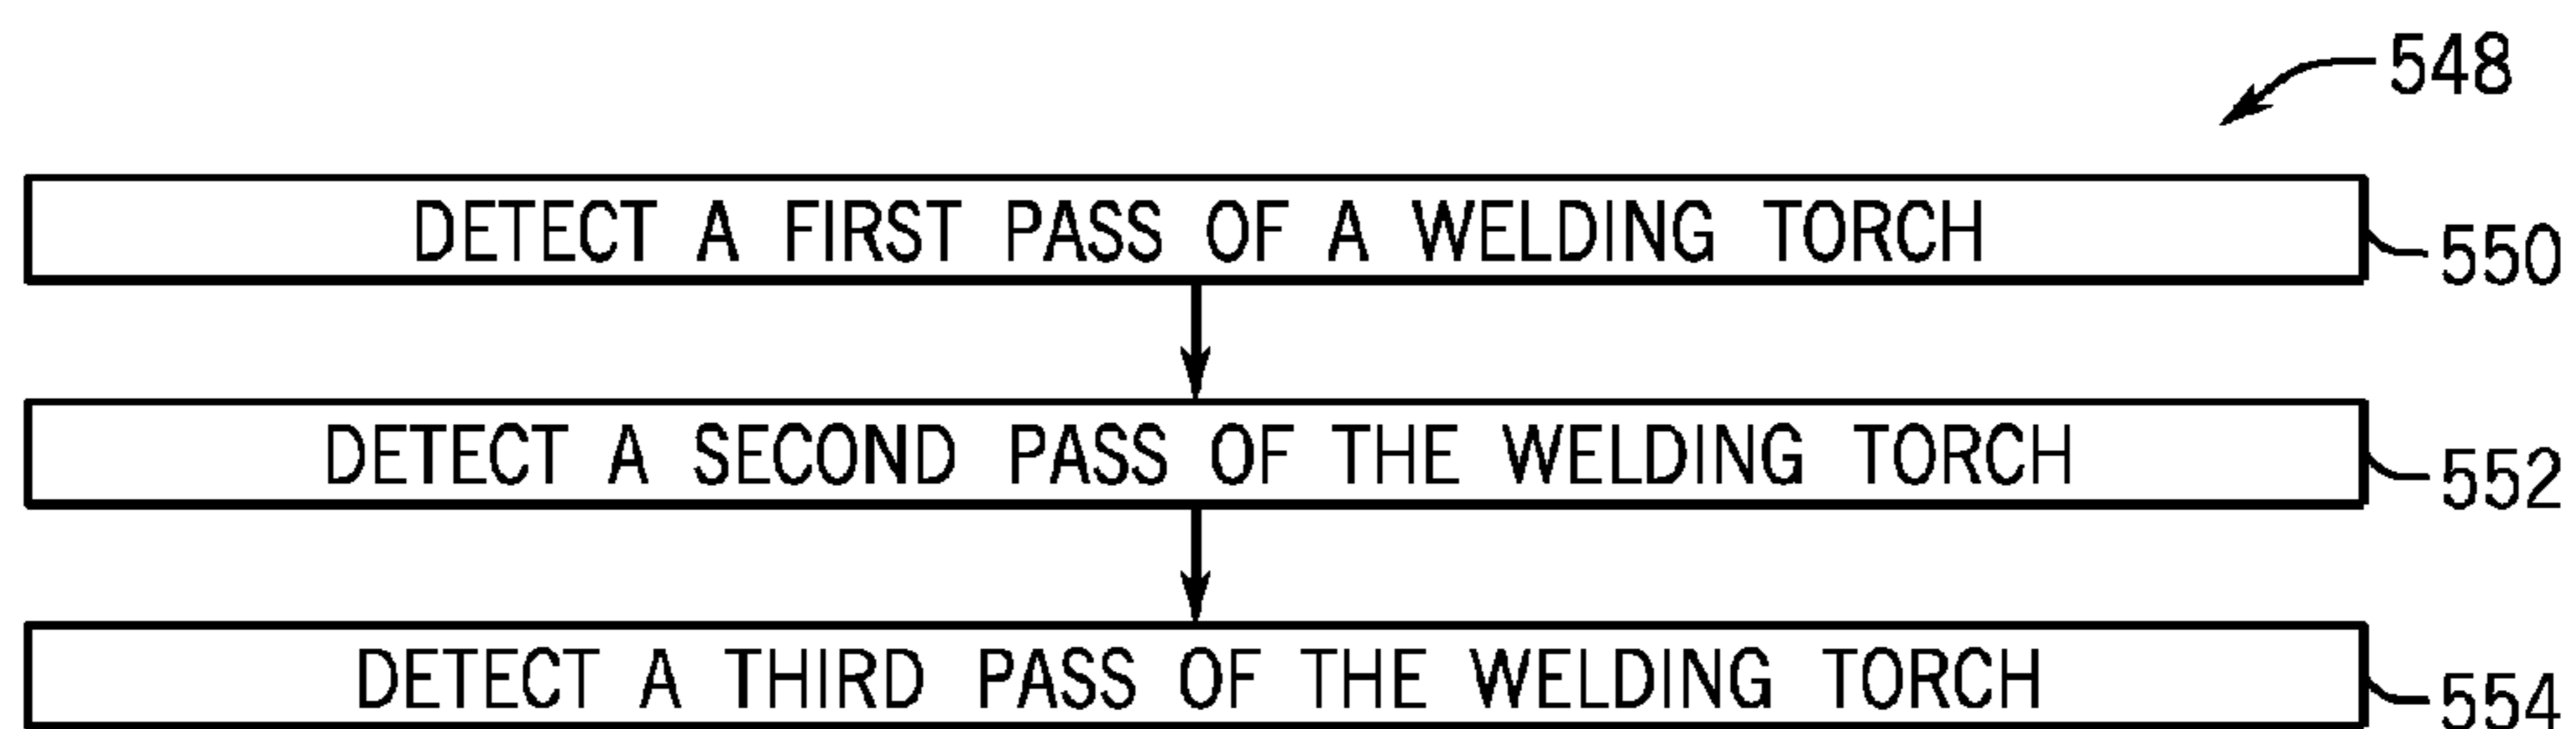 548
DETECT A FIRST PASS OF A WELDING TORCH
550
DETECT A SECOND PASS OF THE WELDING TORCH
552
DETECT A THIRD PASS OF THE WELDING TORCH
554